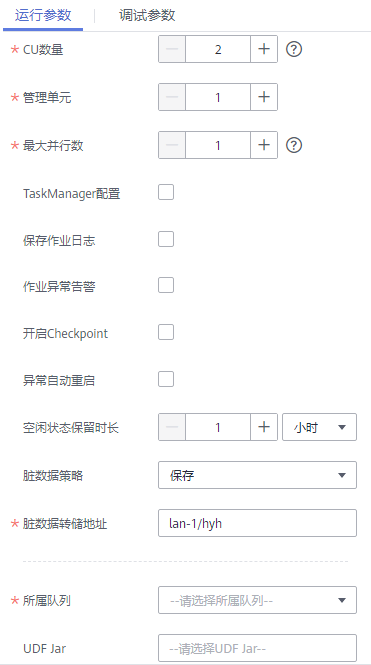 运行参数 调试参数
* CU数量 2
* 管理单元 1
* 最大并行数 1
TaskManager配置
保存作业日志
作业异常告警
开启Checkpoint
异常自动重启
空闲状态保留时长 1 小时
脏数据策略 保存
* 脏数据转储地址 lan-1/hyh
* 所属队列 --请选择所属队列--
UDF Jar --请选择UDF Jar--